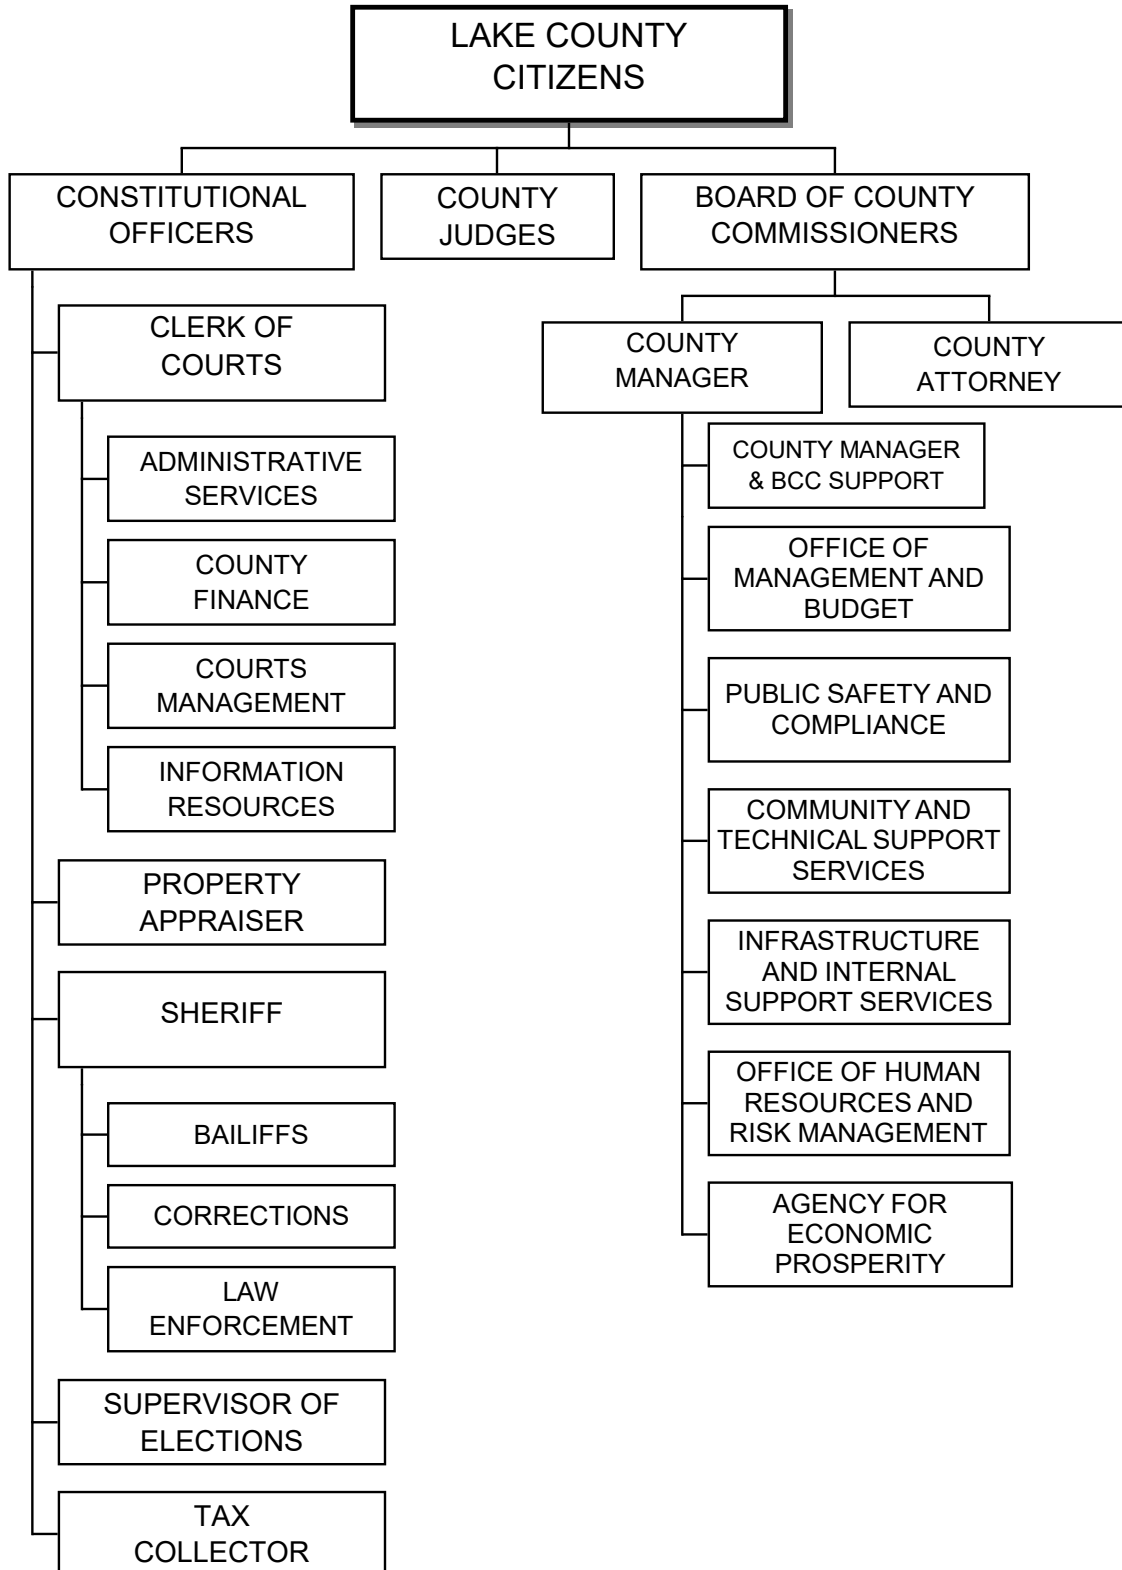 LAKE COUNTY
CITIZENS
CONSTITUTIONAL
OFFICERS
COUNTY
JUDGES
BOARD OF COUNTY
COMMISSIONERS
CLERK OF
COURTS
ADMINISTRATIVE
SERVICES
COUNTY
FINANCE
COURTS
MANAGEMENT
INFORMATION
RESOURCES
PROPERTY
APPRAISER
SHERIFF
BAILIFFS
CORRECTIONS
LAW
ENFORCEMENT
SUPERVISOR OF
ELECTIONS
TAX
COLLECTOR
COUNTY
MANAGER
COUNTY
ATTORNEY
COUNTY MANAGER
& BCC SUPPORT
OFFICE OF
MANAGEMENT AND
BUDGET
PUBLIC SAFETY AND
COMPLIANCE
COMMUNITY AND
TECHNICAL SUPPORT
SERVICES
INFRASTRUCTURE
AND INTERNAL
SUPPORT SERVICES
OFFICE OF HUMAN
RESOURCES AND
RISK MANAGEMENT
AGENCY FOR
ECONOMIC
PROSPERITY